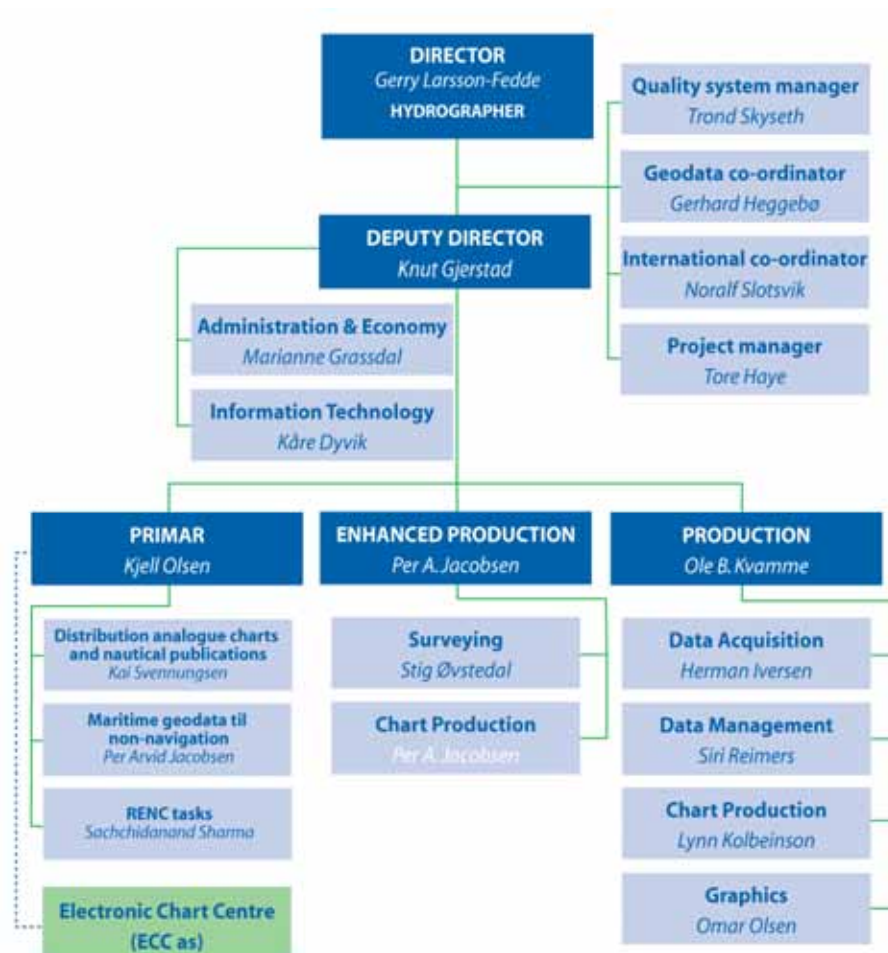 DIRECTOR
Gerry Larsson-Fedde
HYDROGRAPHER
Quality system manager
Trond Skyseth
Geodata co-ordinator
Gerhard Heggebø
International co-ordinator
Noralf Slotsvik
Project manager
Tore Haye
DEPUTY DIRECTOR
Knut Gjerstad
Administration & Economy
Marianne Grassdal
Information Technology
Kåre Dyvik
PRIMAR
Kjell Olsen
Distribution analogue charts
and nautical publications
Kai Svennungsen
Maritime geodata til
non-navigation
Per Arvid Jacobsen
RENC tasks
Sachchidanand Sharma
Electronic Chart Centre
(ECC as)
ENHANCED PRODUCTION
Per A. Jacobsen
Surveying
Stig Øvstedal
Chart Production
Per A. Jacobsen
PRODUCTION
Ole B. Kvamme
Data Acquisition
Herman Iversen
Data Management
Siri Reimers
Chart Production
Lynn Kolbeinson
Graphics
Omar Olsen